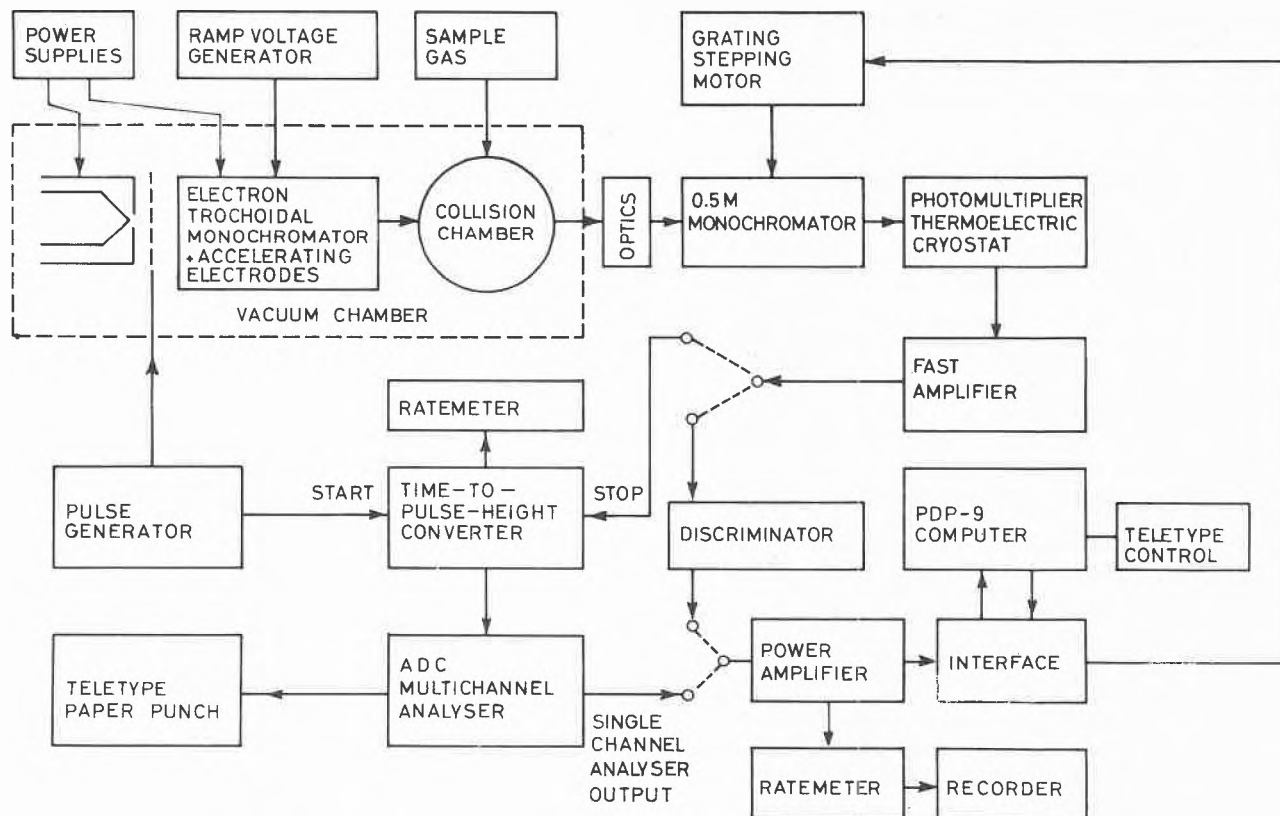 POWER
SUPPLIES
RAMP VOLTAGE
GENERATOR
SAMPLE
GAS
GRATING
STEPPING
MOTOR
ELECTRON
TROCHOIDAL
MONOCHROMATOR
+ACCELERATING
ELECTRODES
COLLISION
CHAMBER
VACUUM CHAMBER
OPTICS
0.5M
MONOCHROMATOR
PHOTOMULTIPLIER
THERMOELECTRIC
CRYOSTAT
FAST
AMPLIFIER
RATEMETER
PULSE
GENERATOR
START
TIME-TO-
PULSE-HEIGHT
CONVERTER
STOP
DISCRIMINATOR
PDP-9
COMPUTER
TELETYPE
CONTROL
TELETYPE
PAPER PUNCH
ADC
MULTICHANNEL
ANALYSER
SINGLE
CHANNEL
ANALYSER
OUTPUT
POWER
AMPLIFIER
INTERFACE
RATEMETER
RECORDER